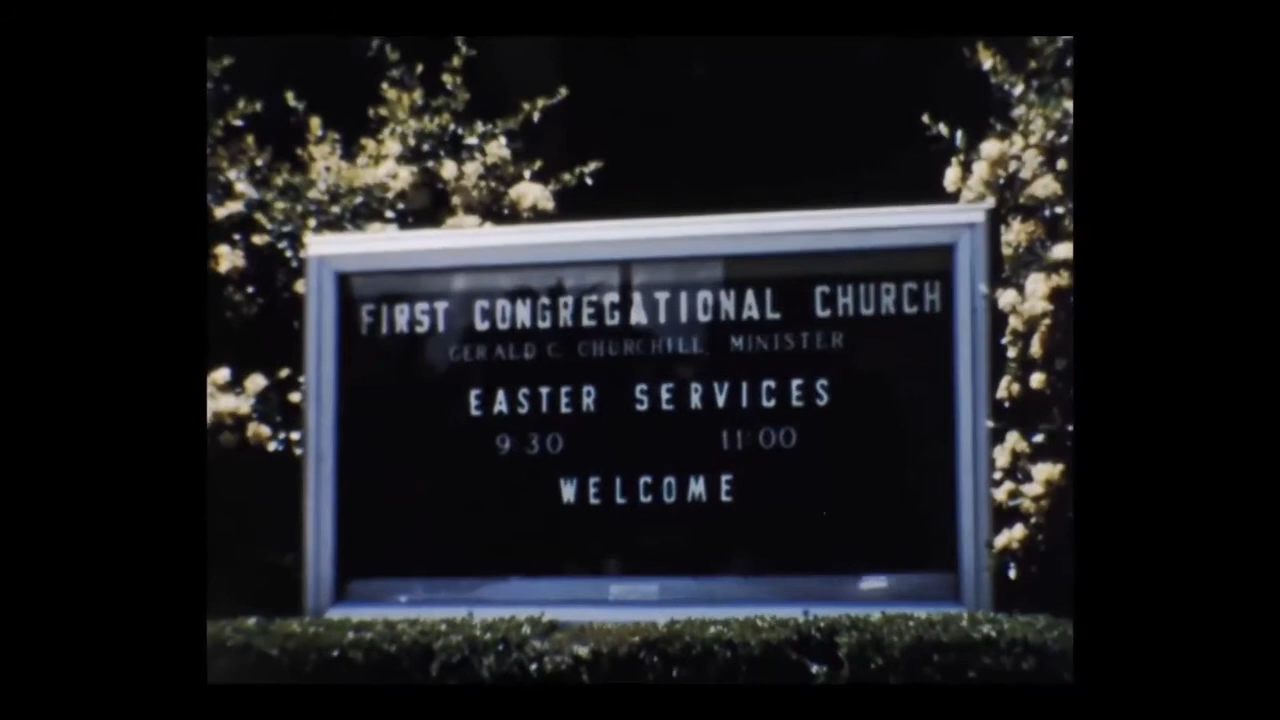 FIRST CONGREGATIONAL CHURCH
GERALD C. CHURCHILL, MINISTER
EASTER SERVICES
9:30 11:00
WELCOME